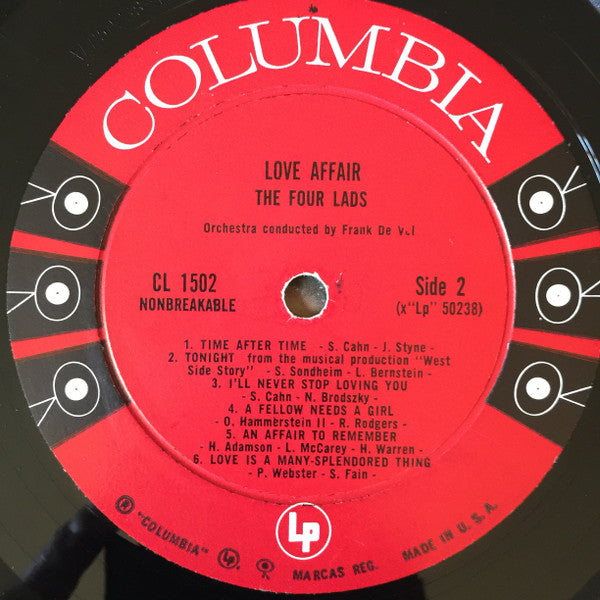 COLUMBIA
LOVE AFFAIR
THE FOUR LADS
Orchestra conducted by Frank De Vol
CL 1502
NONBREAKABLE
Side 2
(x"Lp" 50238)
1. TIME AFTER TIME - S. Cahn - J. Styne -
2. TONIGHT from the musical production "West
Side Story" - S. Sondheim - L. Bernstein -
3. I'LL NEVER STOP LOVING YOU
- S. Cahn - N. Brodszky -
4. A FELLOW NEEDS A GIRL
- O. Hammerstein II - R. Rodgers -
5. AN AFFAIR TO REMEMBER
- H. Adamson - L. McCarey - H. Warren -
6. LOVE IS A MANY-SPLENDORED THING
- P. Webster - S. Fain -
Lp
® "COLUMBIA" Lp MARCAS REG. MADE IN U.S.A.